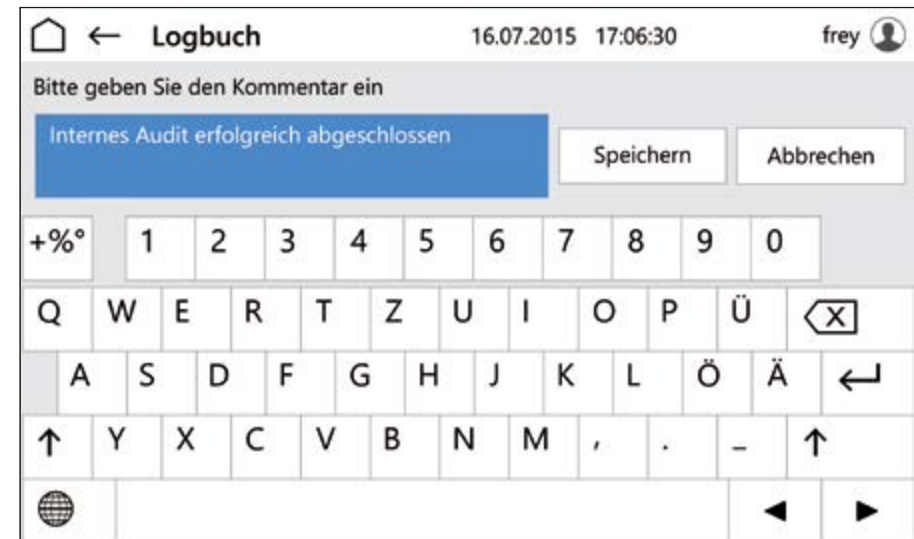 Logbuch 16.07.2015 17:06:30 frey
Bitte geben Sie den Kommentar ein
Internes Audit erfolgreich abgeschlossen
Speichern Abbrechen
+%° 1 2 3 4 5 6 7 8 9 0
Q W E R T Z U I O P Ü
A S D F G H J K L Ö Ä
Y X C V B N M , . _